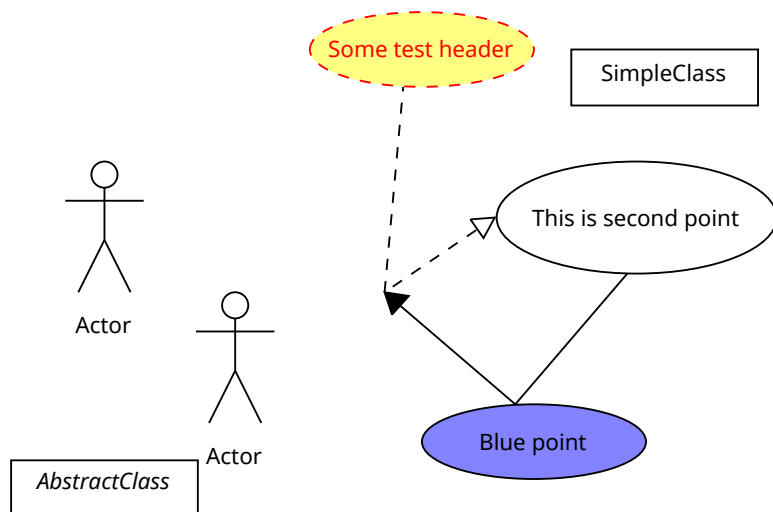 Some test header
SimpleClass
This is second point
Actor
Blue point
Actor
AbstractClass